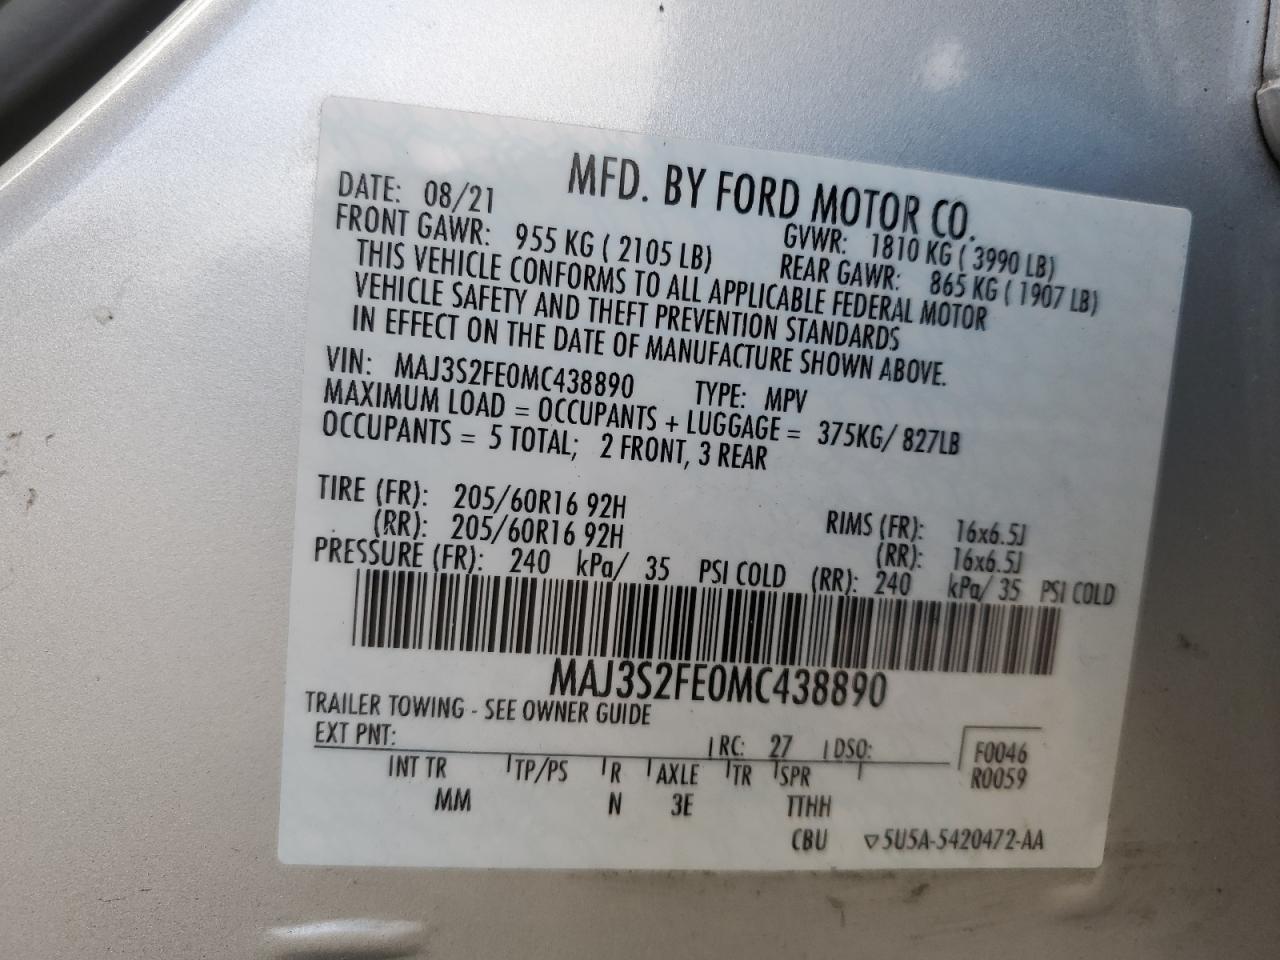 MFD. BY FORD MOTOR CO.
DATE: 08/21 GVWR: 1810 KG ( 3990 LB)
FRONT GAWR: 955 KG ( 2105 LB) REAR GAWR: 865 KG ( 1907 LB)
THIS VEHICLE CONFORMS TO ALL APPLICABLE FEDERAL MOTOR
VEHICLE SAFETY AND THEFT PREVENTION STANDARDS
IN EFFECT ON THE DATE OF MANUFACTURE SHOWN ABOVE.
VIN: MAJ3S2FE0MC438890 TYPE: MPV
MAXIMUM LOAD = OCCUPANTS + LUGGAGE = 375KG/ 827LB
OCCUPANTS = 5 TOTAL; 2 FRONT, 3 REAR
TIRE (FR): 205/60R16 92H RIMS (FR): 16x6.5J
(RR): 205/60R16 92H (RR): 16x6.5J
PRESSURE (FR): 240 kPa/ 35 PSI COLD (RR): 240 kPa/ 35 PSI COLD
MAJ3S2FE0MC438890
TRAILER TOWING - SEE OWNER GUIDE
EXT PNT: RC: 27 DSO: F0046
INT TR TP/PS R AXLE TR SPR R0059
MM N 3E TTHH
CBU ▽5U5A-5420472-AA